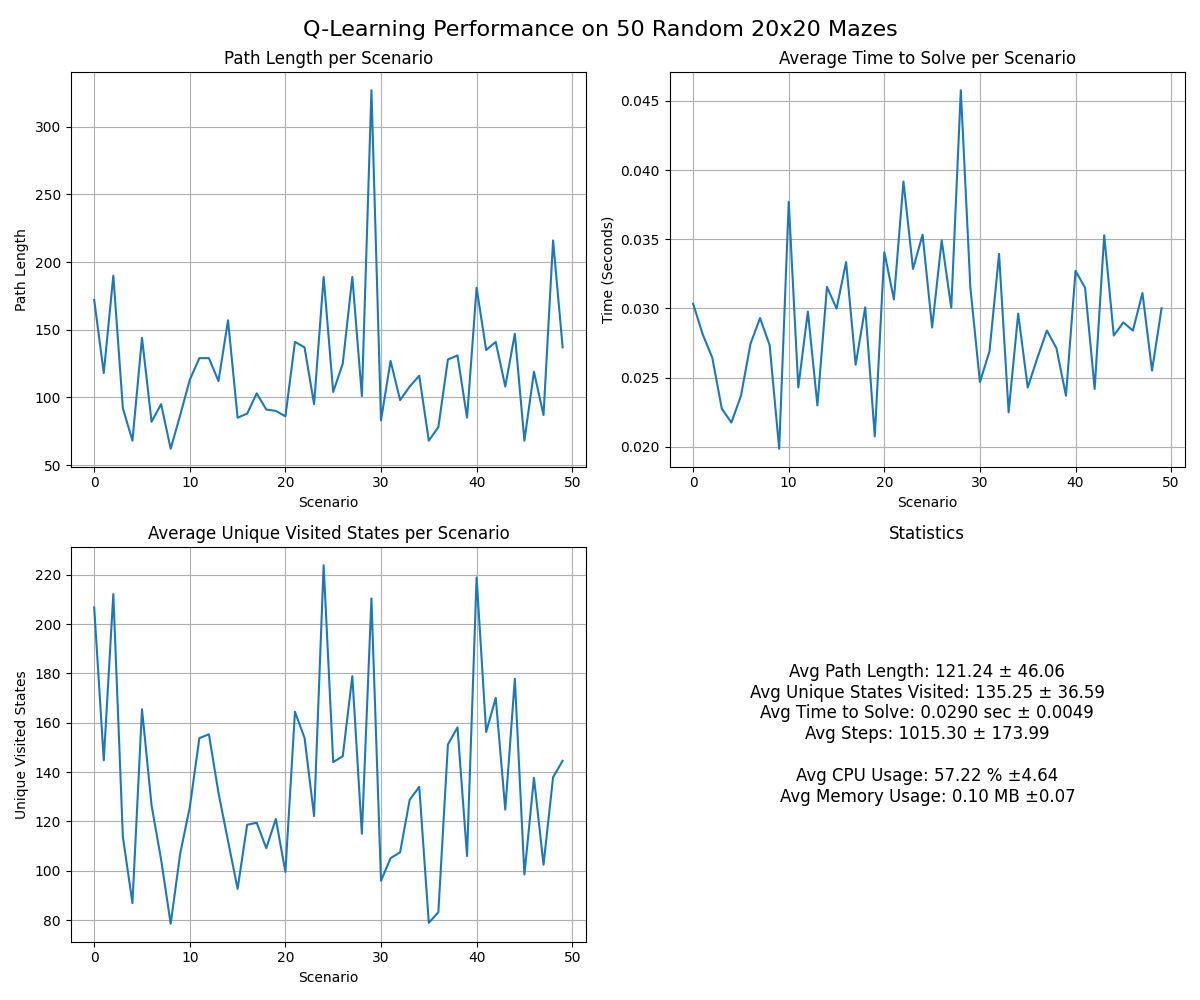 Q-Learning Performance on 50 Random 20x20 Mazes
Path Length per Scenario
Path Length
300
250
200
150
100
50
0 10 20 30 40 50
Scenario
Average Time to Solve per Scenario
Time (Seconds)
0.045
0.040
0.035
0.030
0.025
0.020
0 10 20 30 40 50
Scenario
Average Unique Visited States per Scenario
Unique Visited States
220
200
180
160
140
120
100
80
0 10 20 30 40 50
Scenario
Statistics
Avg Path Length: 121.24 ± 46.06
Avg Unique States Visited: 135.25 ± 36.59
Avg Time to Solve: 0.0290 sec ± 0.0049
Avg Steps: 1015.30 ± 173.99
Avg CPU Usage: 57.22 % ±4.64
Avg Memory Usage: 0.10 MB ±0.07